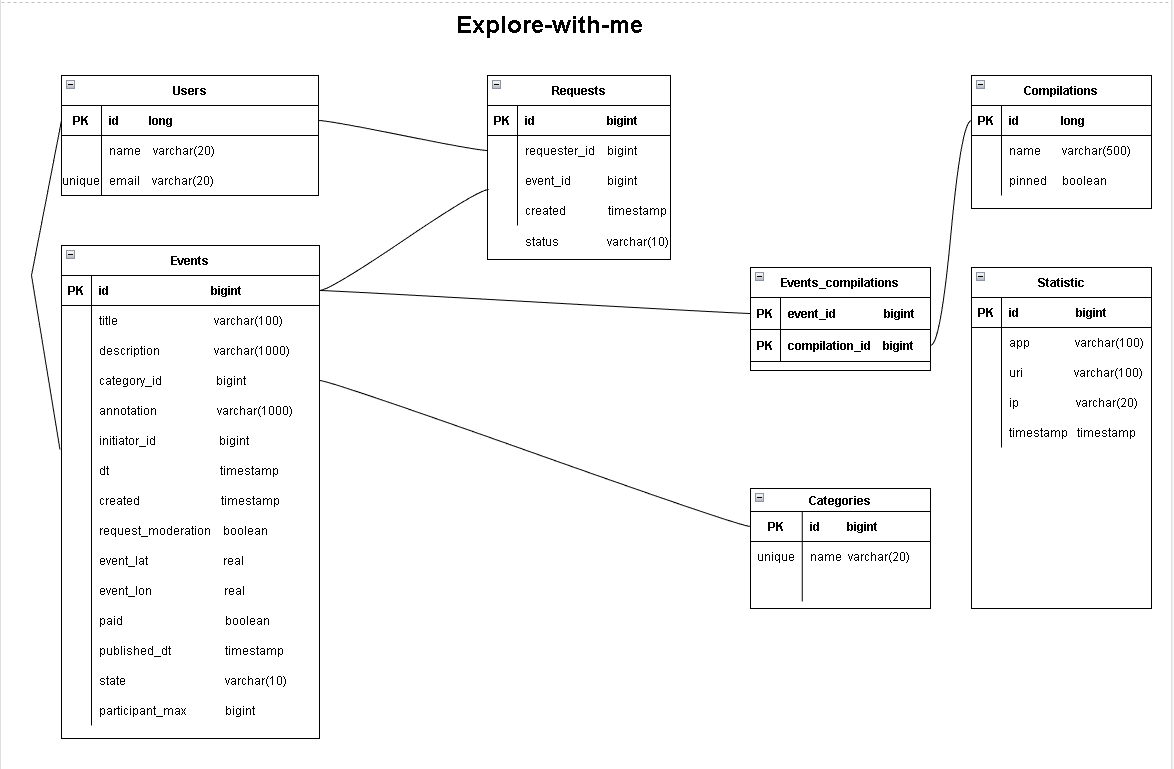 Explore-with-me
Users
PK id long
name varchar(20)
unique email varchar(20)
Requests
PK id bigint
requester_id bigint
event_id bigint
created timestamp
status varchar(10)
Compilations
PK id long
name varchar(500)
pinned boolean
Events
PK id bigint
title varchar(100)
description varchar(1000)
category_id bigint
annotation varchar(1000)
initiator_id bigint
dt timestamp
created timestamp
request_moderation boolean
event_lat real
event_lon real
paid boolean
published_dt timestamp
state varchar(10)
participant_max bigint
Events_compilations
PK event_id bigint
PK compilation_id bigint
Statistic
PK id bigint
app varchar(100)
uri varchar(100)
ip varchar(20)
timestamp timestamp
Categories
PK id bigint
unique name varchar(20)